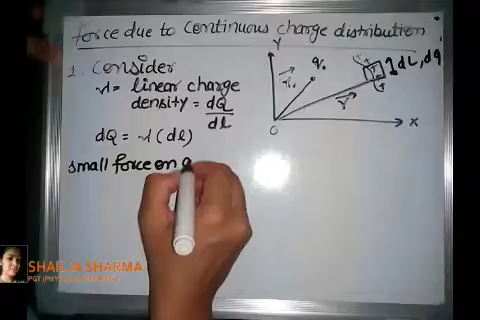 Force due to Continuous charge distribution
1. Consider
λ = linear charge
density = dQ
dl
dQ = λ (dl)
small force on q
Y
q₀
dL, dQ
r₀
r
O
X
SHAILJA SHARMA